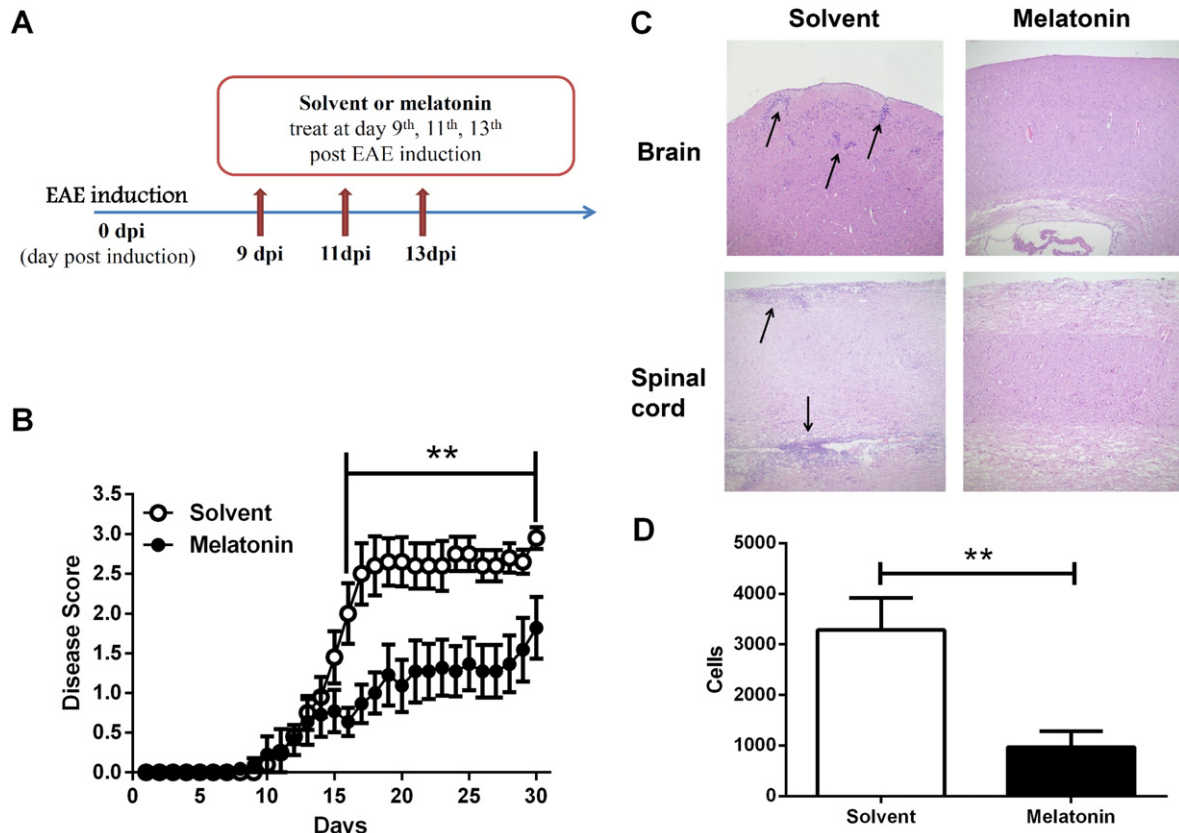 A
Solvent or melatonin
treat at day 9th, 11th, 13th
post EAE induction
EAE induction
0 dpi
(day post induction)
9 dpi
11dpi
13dpi
B
**
Solvent
Melatonin
Disease Score
3.5
3.0
2.5
2.0
1.5
1.0
0.5
0.0
0
5
10
15
20
25
30
Days
C
Solvent
Melatonin
Brain
Spinal
cord
D
**
Cells
5000
4000
3000
2000
1000
0
Solvent
Melatonin